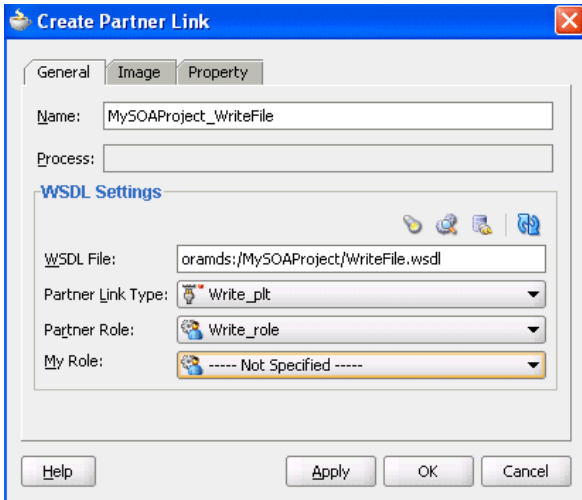 Create Partner Link
General Image Property
Name: MySOAProject_WriteFile
Process:
WSDL Settings
WSDL File: oramds:/MySOAProject/WriteFile.wsdl
Partner Link Type: Write_plt
Partner Role: Write_role
My Role: ----- Not Specified -----
Help Apply OK Cancel